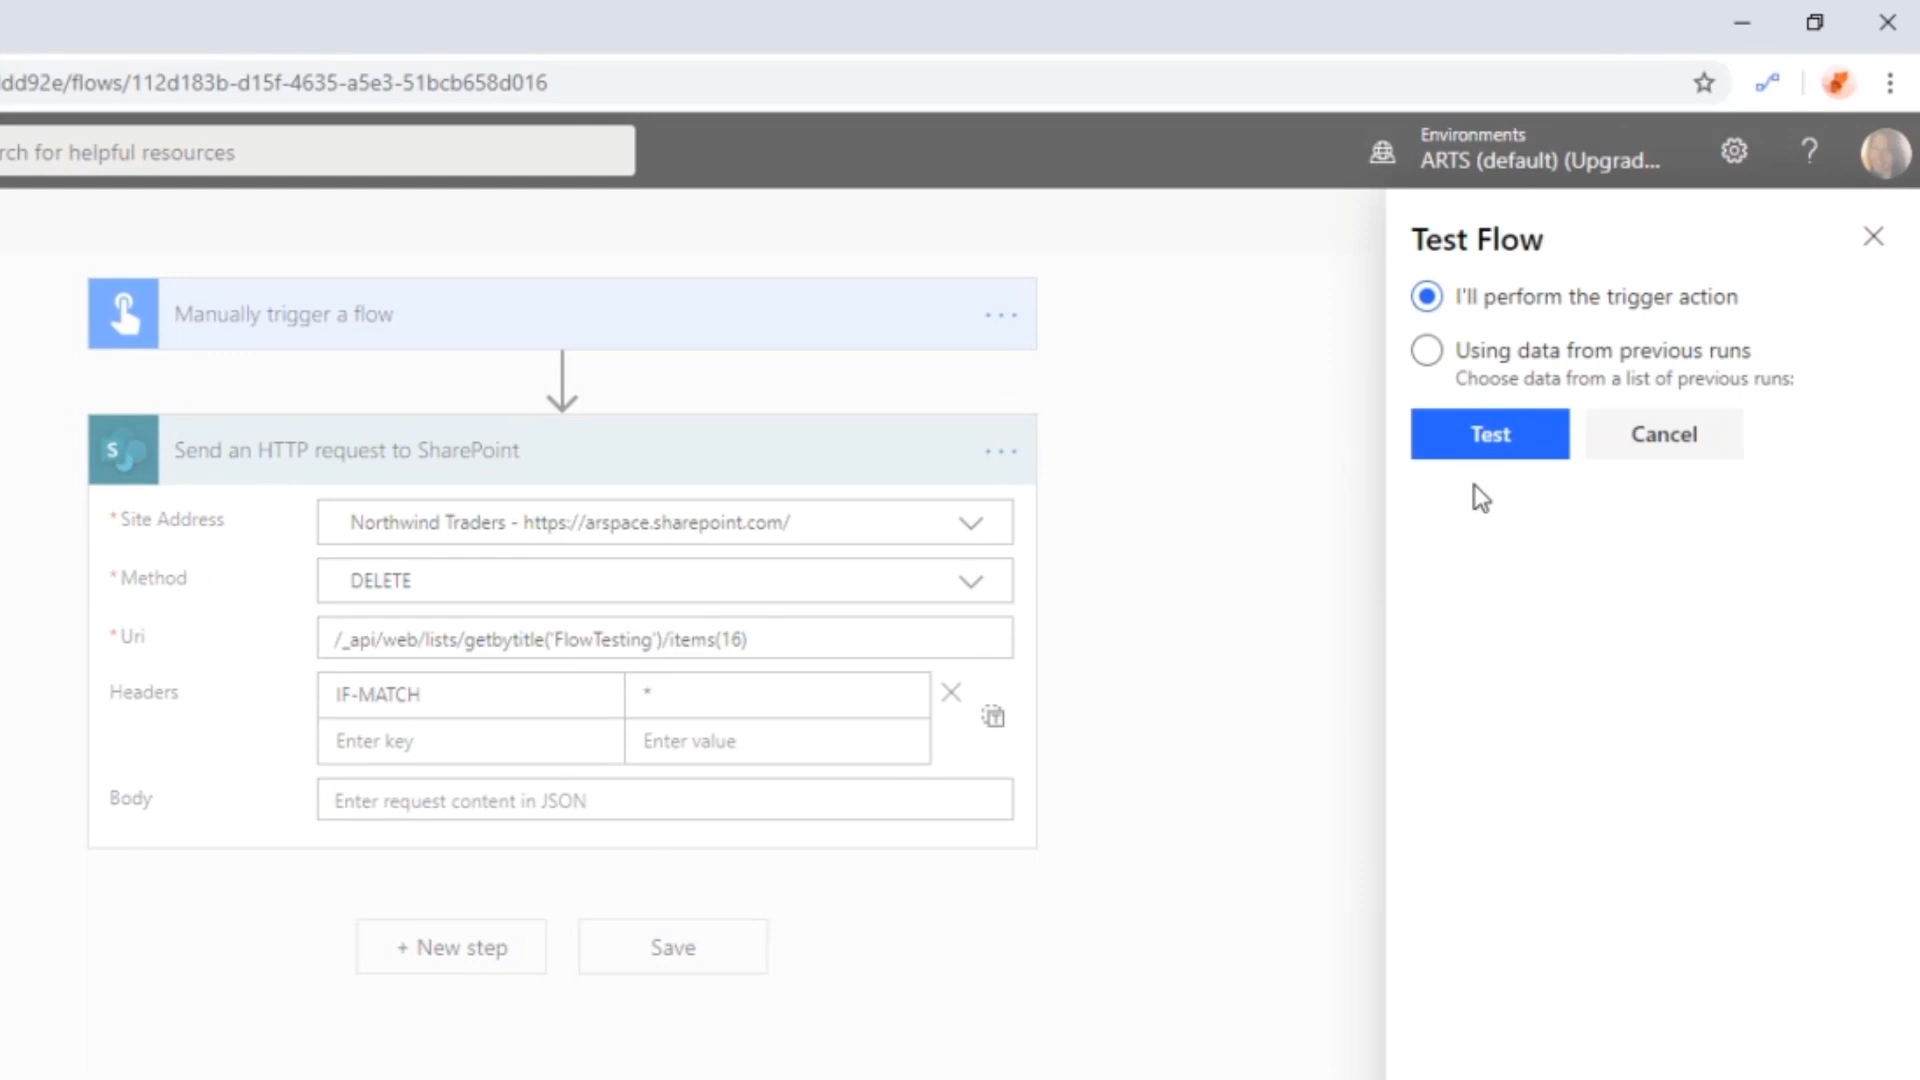 dd92e/flows/112d183b-d15f-4635-a5e3-51bcb658d016
rch for helpful resources
Environments
ARTS (default) (Upgrad...
Test Flow
I'll perform the trigger action
Using data from previous runs
Choose data from a list of previous runs:
Test
Cancel
Manually trigger a flow
Send an HTTP request to SharePoint
* Site Address
Northwind Traders - https://arspace.sharepoint.com/
* Method
DELETE
* Uri
/_api/web/lists/getbytitle('FlowTesting')/items(16)
Headers
IF-MATCH
*
Enter key
Enter value
Body
Enter request content in JSON
+ New step
Save